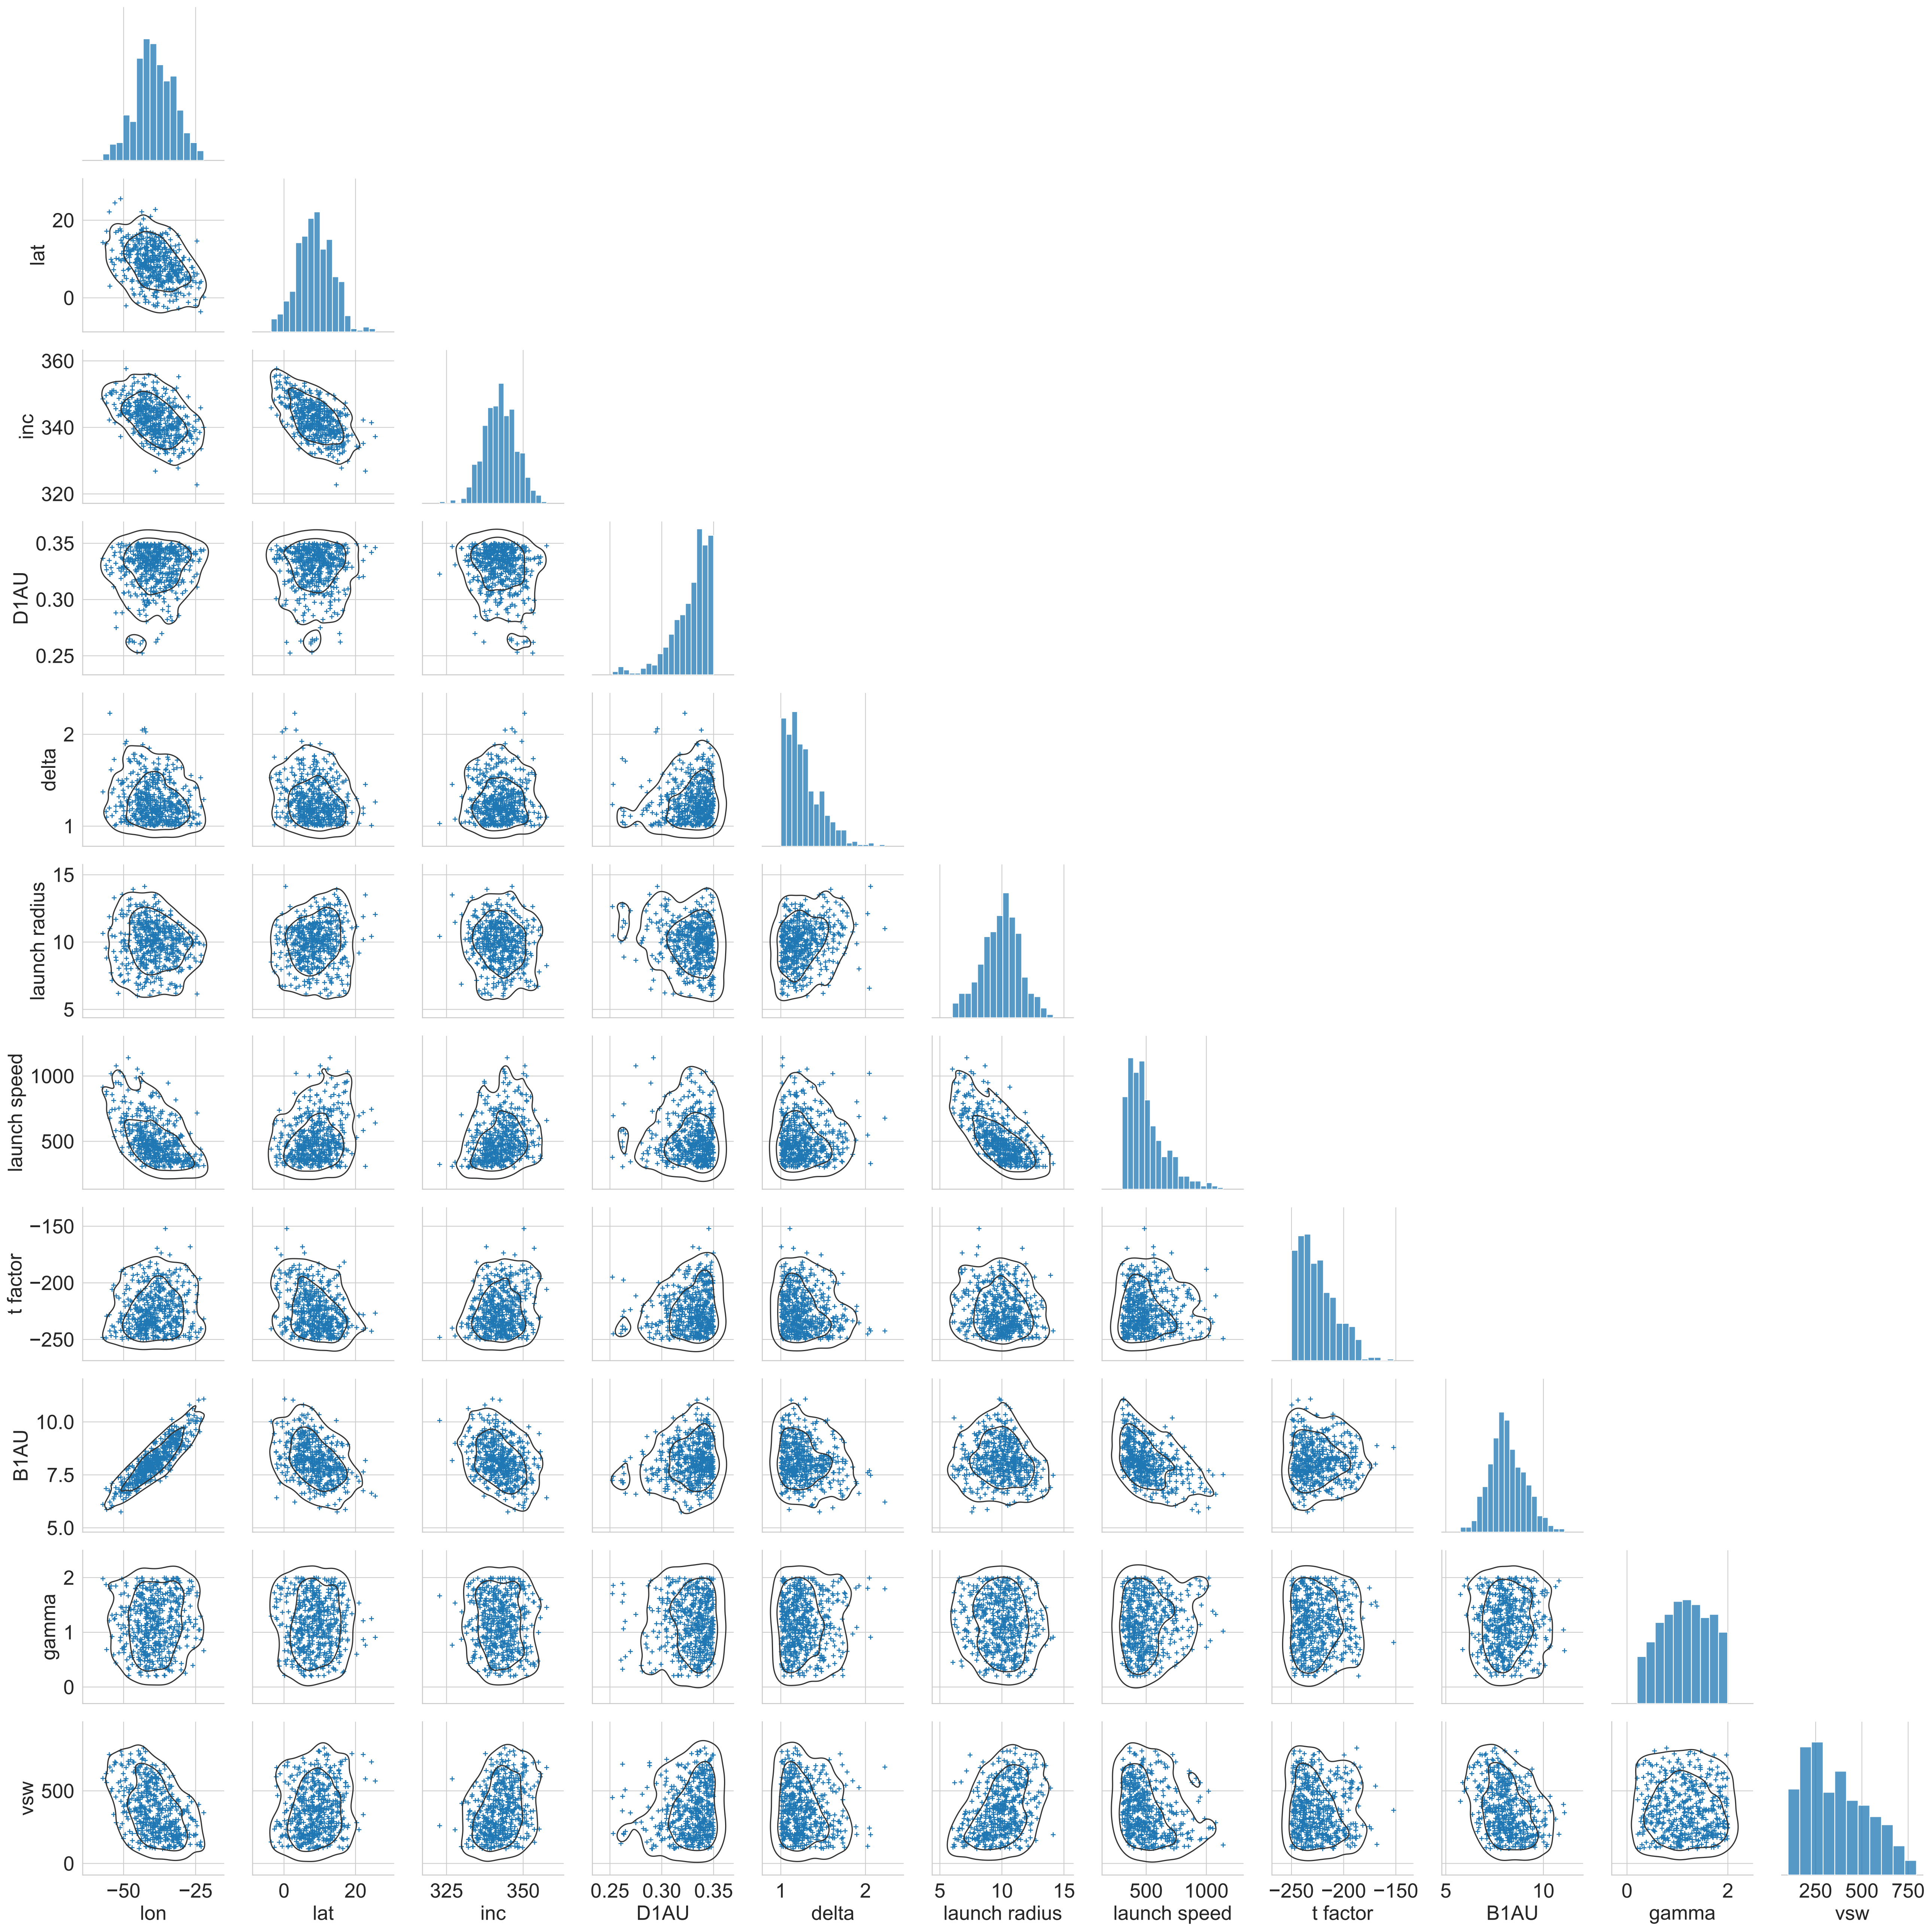 lat
20
0
inc
360
340
320
D1AU
0.35
0.30
0.25
delta
2
1
launch radius
15
10
5
launch speed
1000
500
t factor
−150
−200
−250
B1AU
10.0
7.5
5.0
gamma
2
1
0
vsw
500
0
−50 −25 0 20 325 350 0.25 0.30 0.35 1 2 5 10 15 500 1000 −250 −200 −150 5 10 0 2 250 500 750
lon lat inc D1AU delta launch radius launch speed t factor B1AU gamma vsw